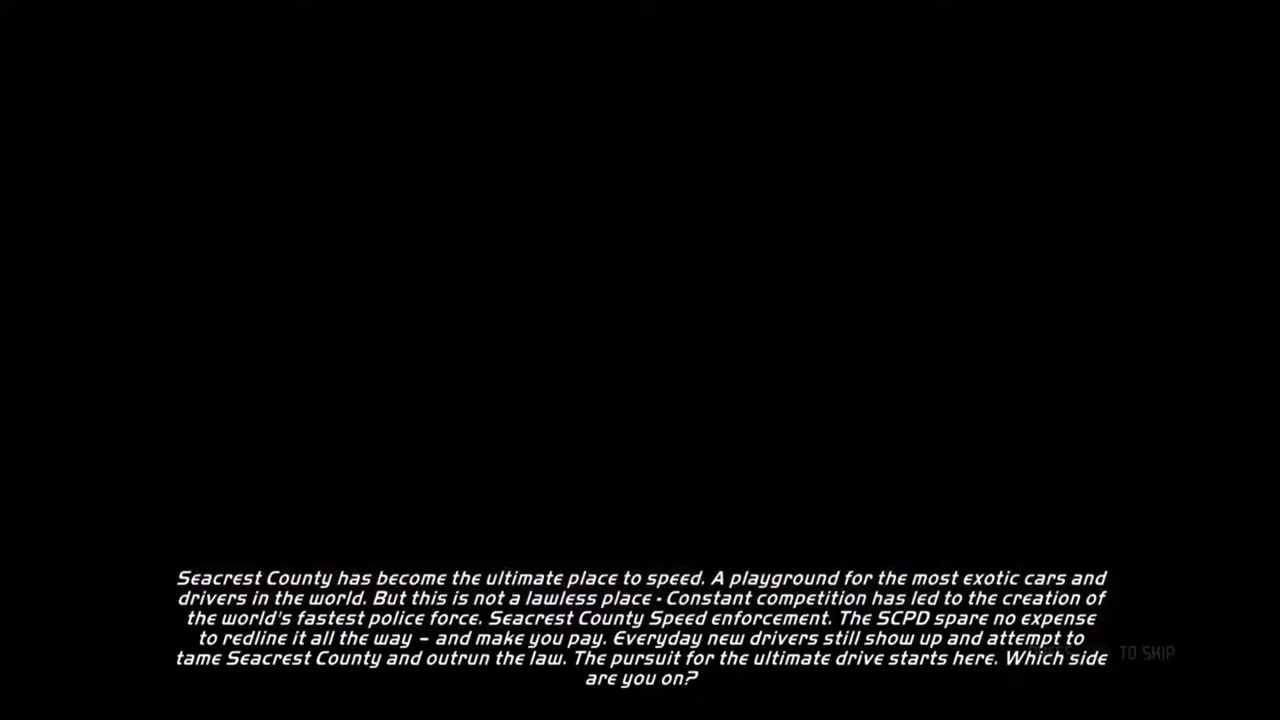 Seacrest County has become the ultimate place to speed. A playground for the most exotic cars and
drivers in the world. But this is not a lawless place - Constant competition has led to the creation of
the world's fastest police force. Seacrest County Speed enforcement. The SCPD spare no expense
to redline it all the way - and make you pay. Everyday new drivers still show up and attempt to
tame Seacrest County and outrun the law. The pursuit for the ultimate drive starts here. Which side
are you on?
TO SKIP